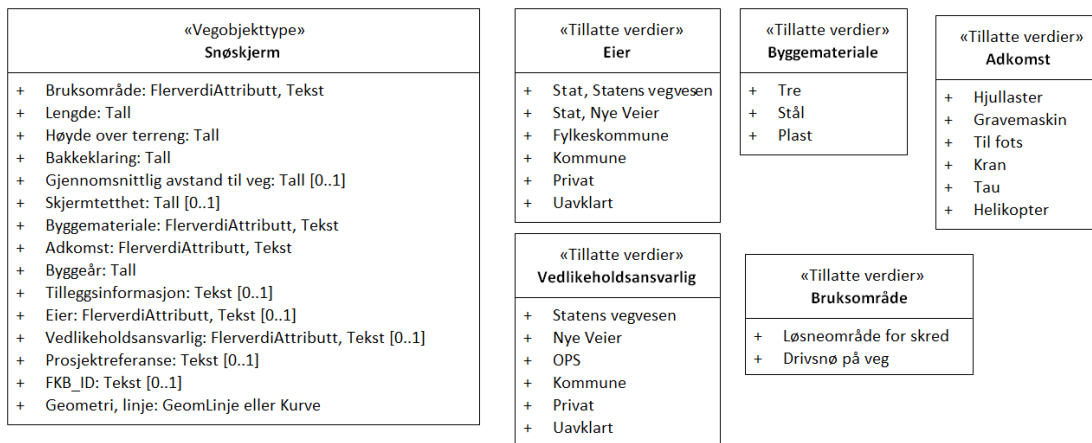 «Vegobjekttype»
Snøskjerm
+ Bruksområde: FlerverdiAttributt, Tekst
+ Lengde: Tall
+ Høyde over terreng: Tall
+ Bakkeklaring: Tall
+ Gjennomsnittlig avstand til veg: Tall [0..1]
+ Skjermtetthet: Tall [0..1]
+ Byggemateriale: FlerverdiAttributt, Tekst
+ Adkomst: FlerverdiAttributt, Tekst
+ Byggeår: Tall
+ Tilleggsinformasjon: Tekst [0..1]
+ Eier: FlerverdiAttributt, Tekst [0..1]
+ Vedlikeholdsansvarlig: FlerverdiAttributt, Tekst [0..1]
+ Prosjektreferanse: Tekst [0..1]
+ FKB_ID: Tekst [0..1]
+ Geometri, linje: GeomLinje eller Kurve
«Tillatte verdier»
Eier
+ Stat, Statens vegvesen
+ Stat, Nye Veier
+ Fylkeskommune
+ Kommune
+ Privat
+ Uavklart
«Tillatte verdier»
Byggemateriale
+ Tre
+ Stål
+ Plast
«Tillatte verdier»
Adkomst
+ Hjullaster
+ Gravemaskin
+ Til fots
+ Kran
+ Tau
+ Helikopter
«Tillatte verdier»
Vedlikeholdsansvarlig
+ Statens vegvesen
+ Nye Veier
+ OPS
+ Kommune
+ Privat
+ Uavklart
«Tillatte verdier»
Bruksområde
+ Løsneområde for skred
+ Drivsnø på veg